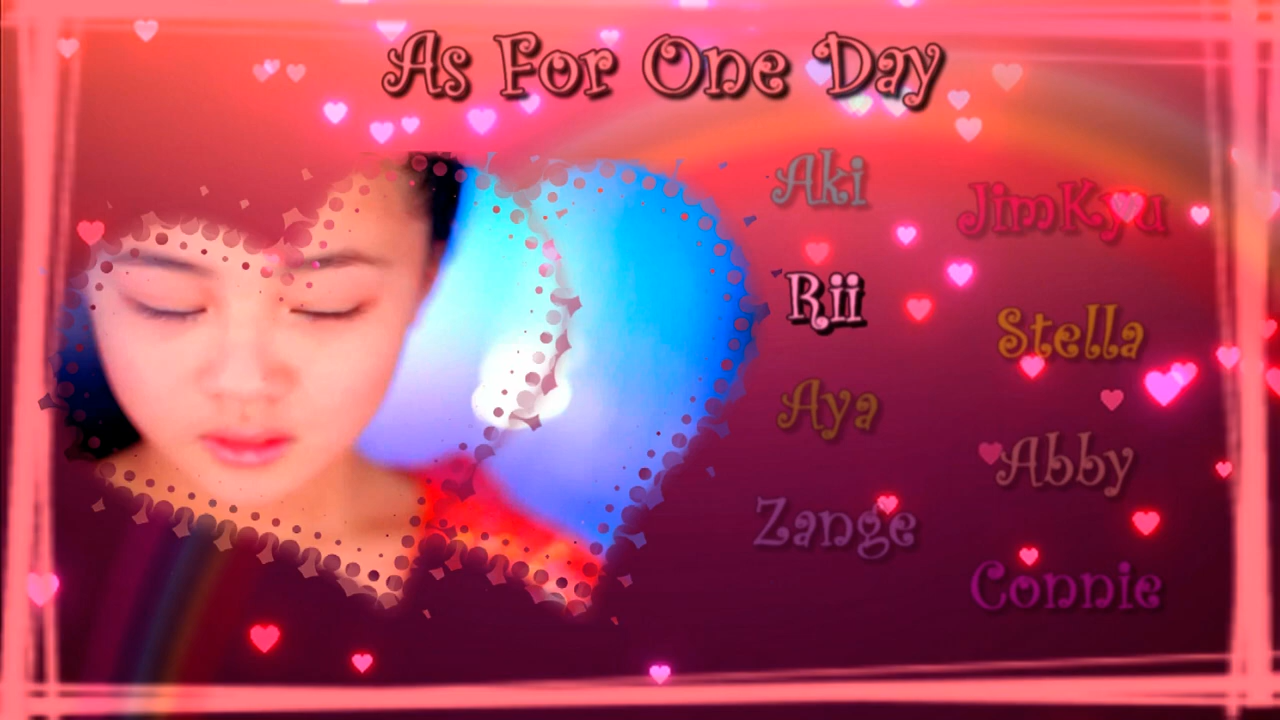 As For One Day
Aki
JimKyu
Rii
Stella
Aya
Abby
Zange
Connie